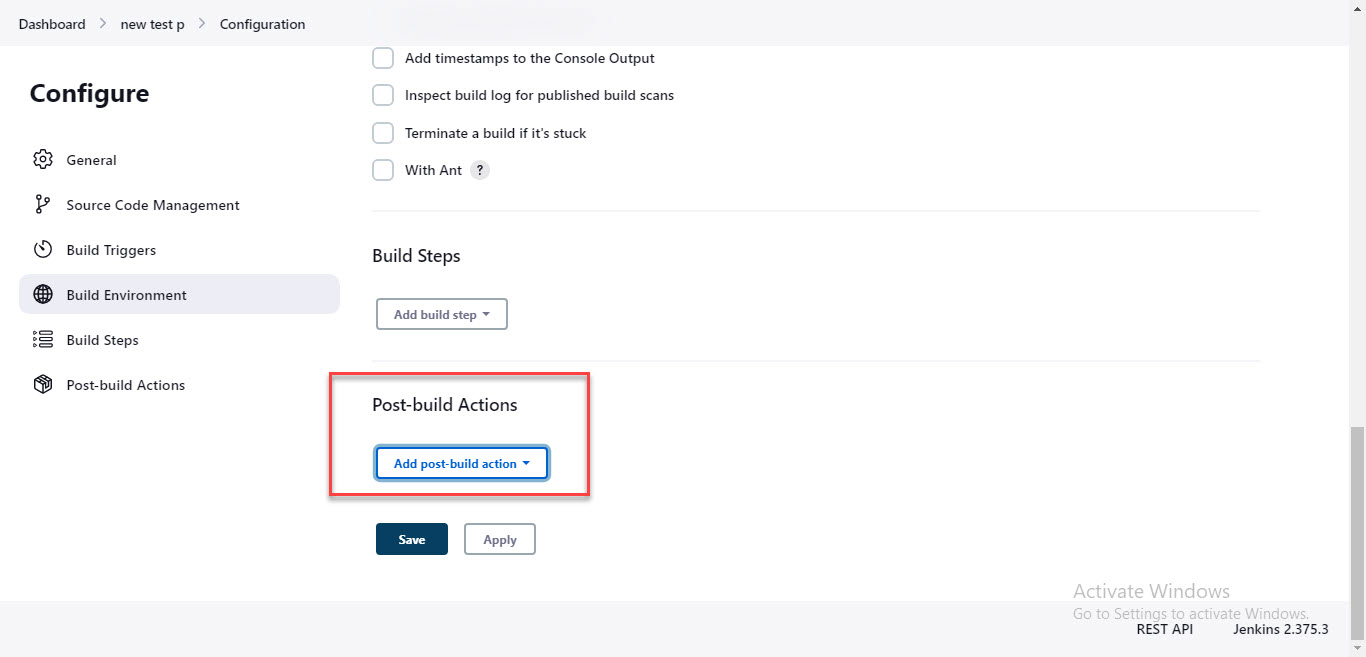 Dashboard > new test p > Configuration
Configure
General
Source Code Management
Build Triggers
Build Environment
Build Steps
Post-build Actions
Add timestamps to the Console Output
Inspect build log for published build scans
Terminate a build if it's stuck
With Ant ?
Build Steps
Add build step
Post-build Actions
Add post-build action
Save Apply
Activate Windows
Go to Settings to activate Windows.
REST API Jenkins 2.375.3